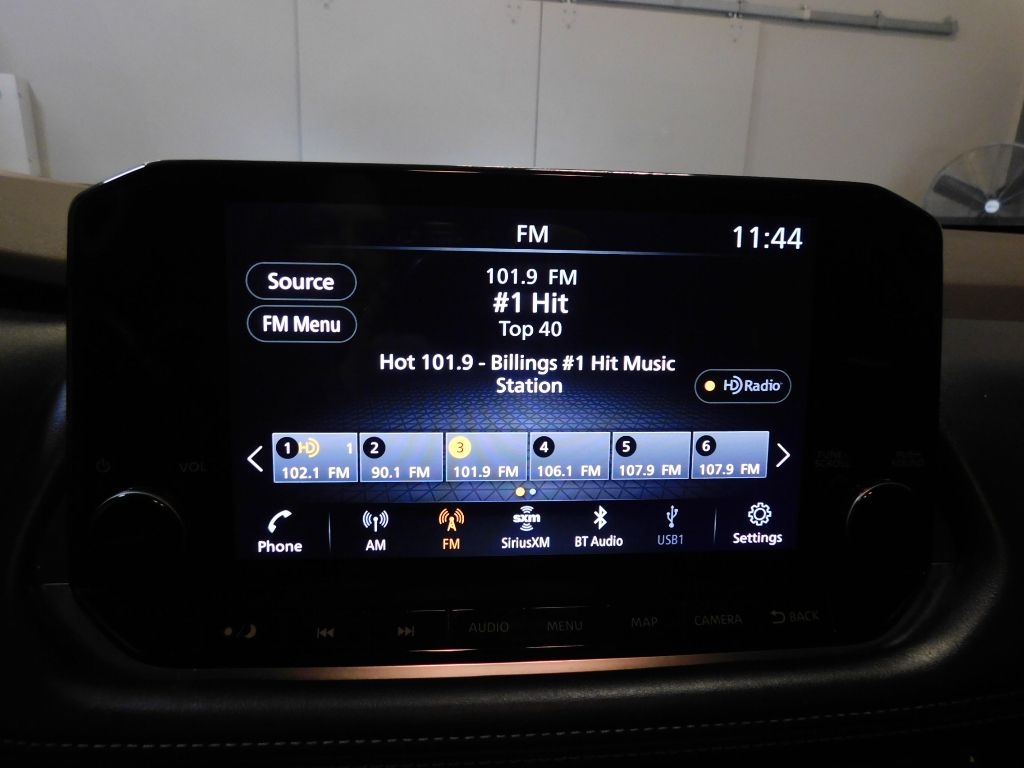 FM
11:44
Source
101.9 FM
#1 Hit
FM Menu
Top 40
Hot 101.9 - Billings #1 Hit Music
Station
HD Radio
1 HD 1
102.1 FM
2
90.1 FM
3
101.9 FM
4
106.1 FM
5
107.9 FM
6
107.9 FM
Phone
AM
FM
sxm
SiriusXM
BT Audio
USB1
Settings
VOL
AUDIO
MENU
MAP
CAMERA
BACK